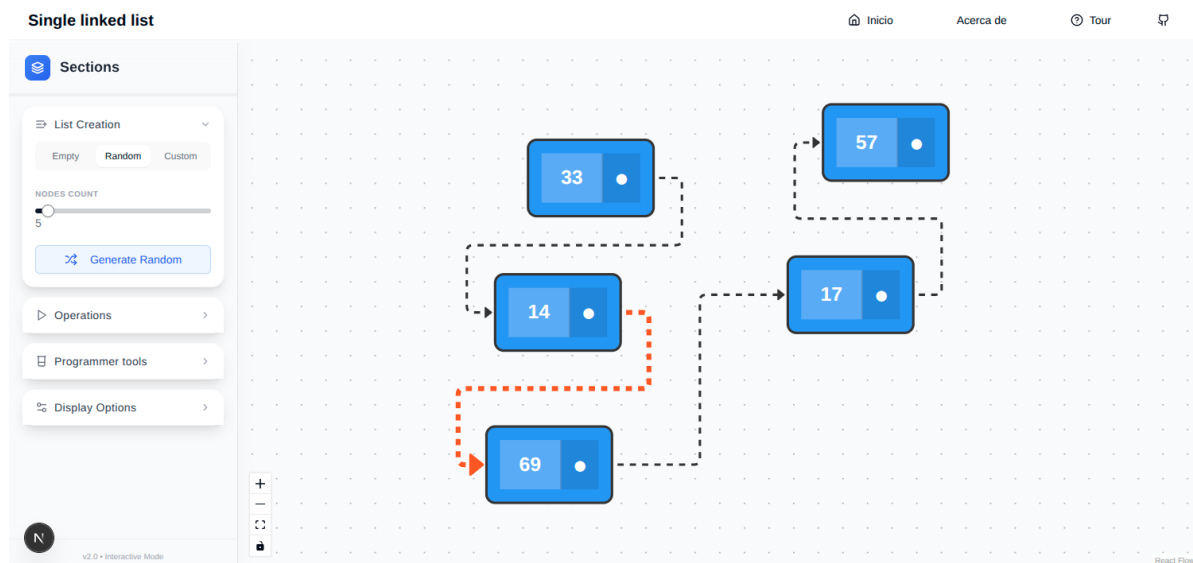 Single linked list
Inicio
Acerca de
Tour
Sections
List Creation
Empty Random Custom
NODES COUNT
5
Generate Random
Operations
Programmer tools
Display Options
N
v2.0 • Interactive Mode
33
57
14
17
69
React Flow